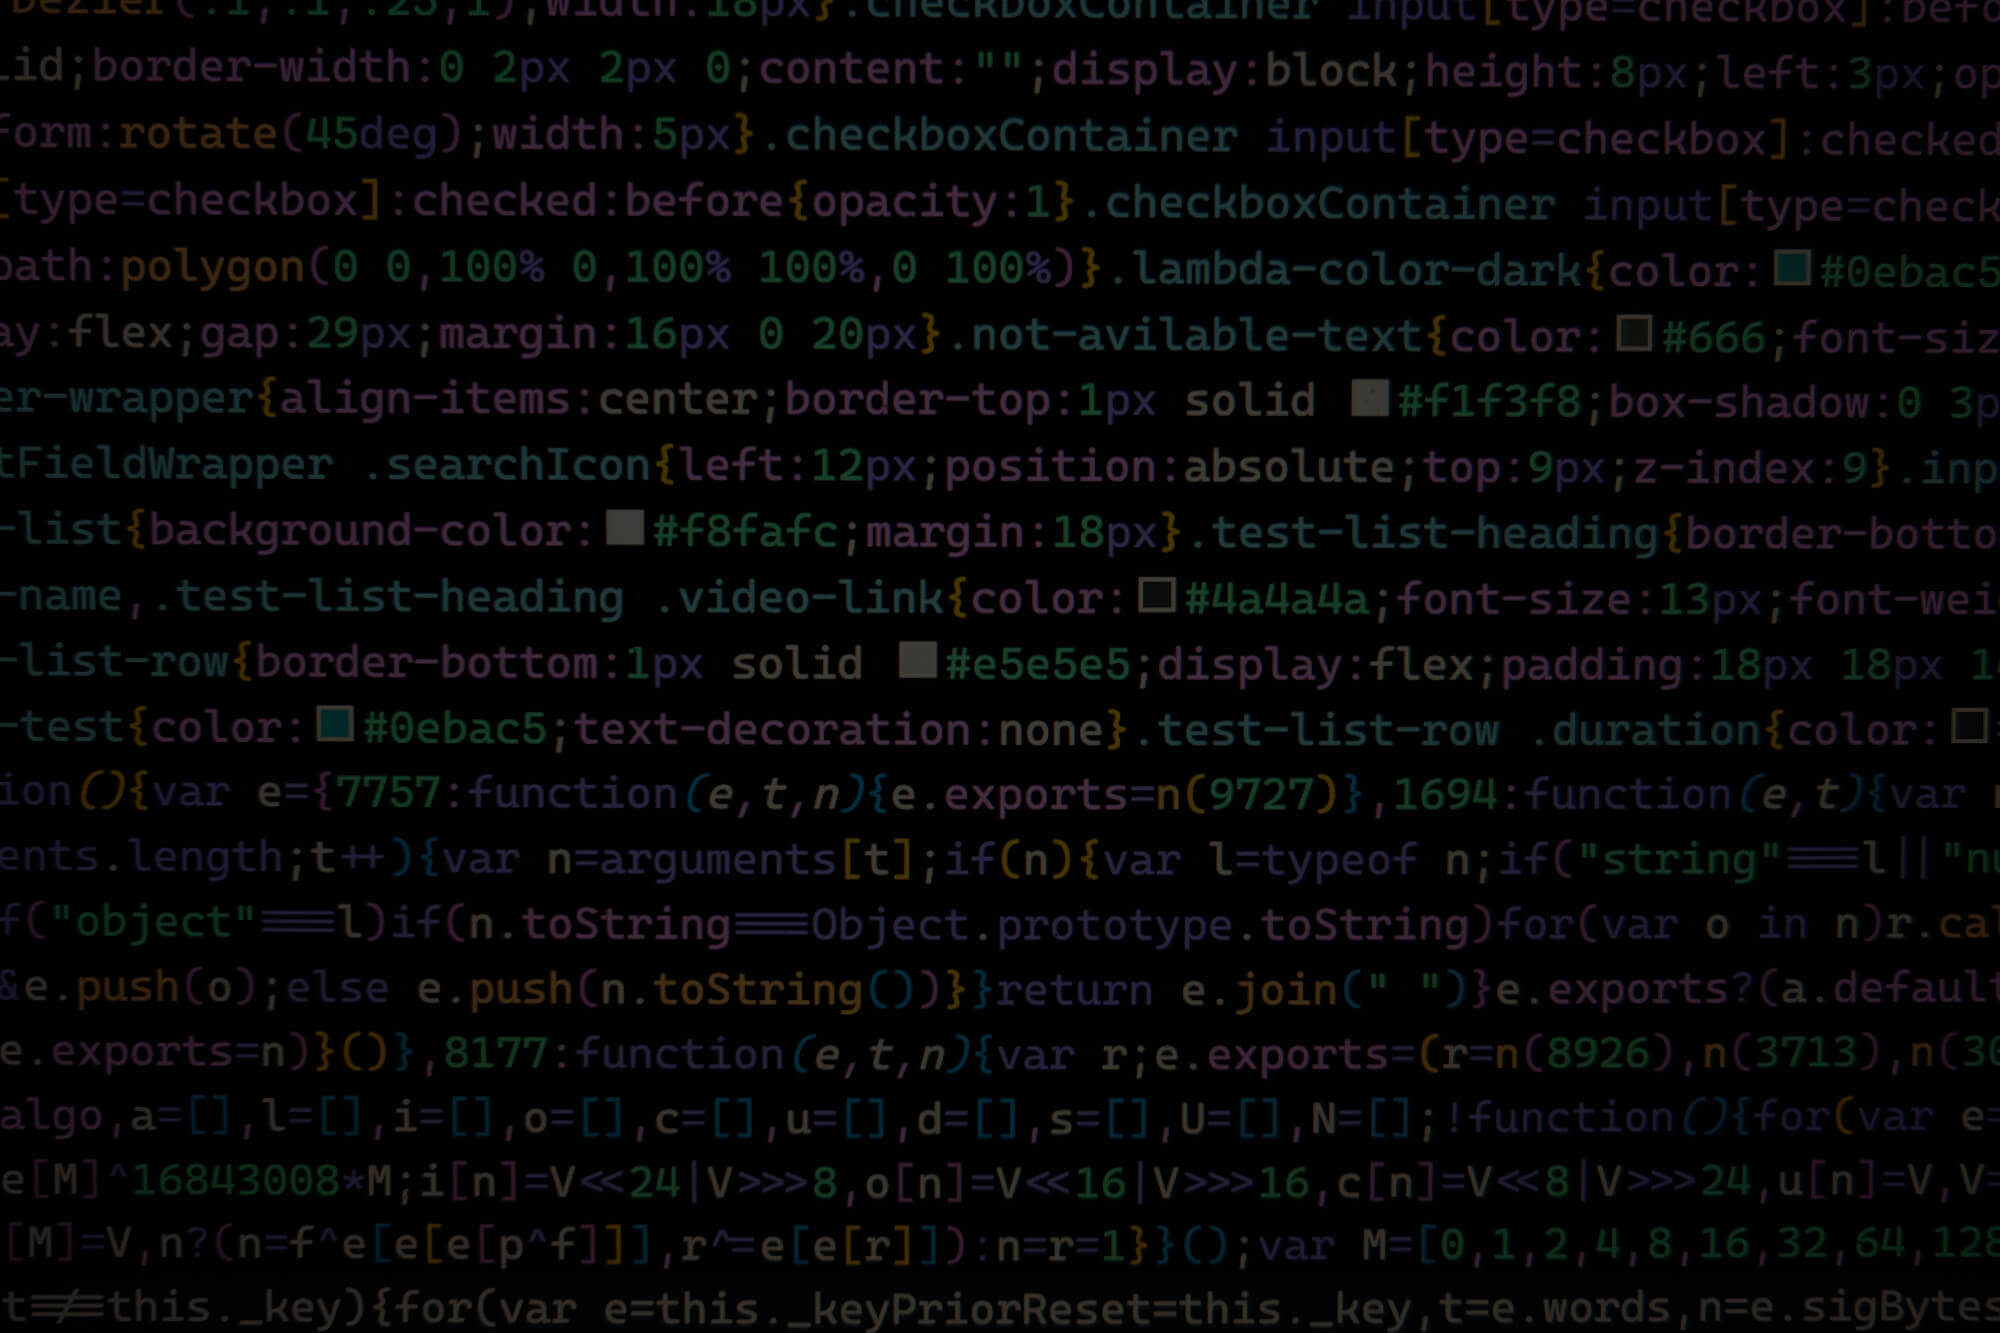 Bezier(.1,.1,.25,1);width:18px}.checkboxContainer input[type=checkbox]:befo
lid;border-width:0 2px 2px 0;content:"";display:block;height:8px;left:3px;op
form:rotate(45deg);width:5px}.checkboxContainer input[type=checkbox]:checked
[type=checkbox]:checked:before{opacity:1}.checkboxContainer input[type=check
path:polygon(0 0,100% 0,100% 100%,0 100%)}.lambda-color-dark{color:#0ebac5
ay:flex;gap:29px;margin:16px 0 20px}.not-avilable-text{color:#666;font-siz
er-wrapper{align-items:center;border-top:1px solid #f1f3f8;box-shadow:0 3p
tFieldWrapper .searchIcon{left:12px;position:absolute;top:9px;z-index:9}.inp
-list{background-color:#f8fafc;margin:18px}.test-list-heading{border-botto
-name,.test-list-heading .video-link{color:#4a4a4a;font-size:13px;font-wei
-list-row{border-bottom:1px solid #e5e5e5;display:flex;padding:18px 18px 14
-test{color:#0ebac5;text-decoration:none}.test-list-row .duration{color:
ion(){var e={7757:function(e,t,n){e.exports=n(9727)},1694:function(e,t){var
ents.length;t++){var n=arguments[t];if(n){var l=typeof n;if("string"===l||"nu
f("object"===l)if(n.toString===Object.prototype.toString)for(var o in n)r.cal
&e.push(o);else e.push(n.toString())}}return e.join(" ")}e.exports?(a.default
e.exports=n)}()},8177:function(e,t,n){var r;e.exports=(r=n(8926),n(3713),n(30
algo,a=[],l=[],i=[],o=[],c=[],u=[],d=[],s=[],U=[],N=[];!function(){for(var e=
e[M]^16843008*M;i[n]=V<<24|V>>>8,o[n]=V<<16|V>>>16,c[n]=V<<8|V>>>24,u[n]=V,V=
[M]=V,n?(n=f^e[e[e[p^f]]],r^=e[e[r]]):n=r=1}}();var M=[0,1,2,4,8,16,32,64,128
t!==this._key){for(var e=this._keyPriorReset=this._key,t=e.words,n=e.sigBytes